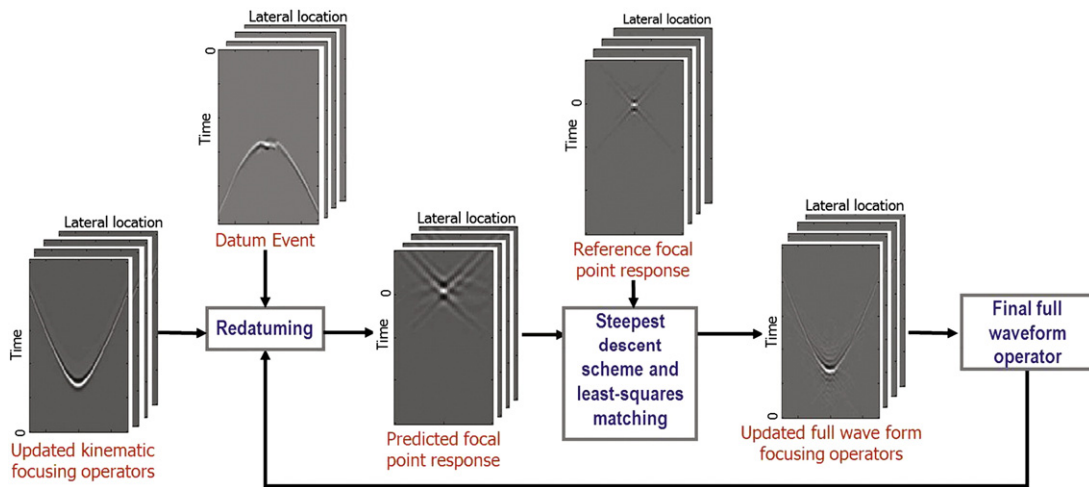 Lateral location
0
Time
Datum Event
Lateral location
0
Time
Reference focal
point response
Lateral location
Time
0
Updated kinematic
focusing operators
Redatuming
Lateral location
0
Predicted focal
point response
Steepest
descent
scheme and
least-squares
matching
Lateral location
Time
0
Updated full wave form
focusing operators
Final full
waveform
operator